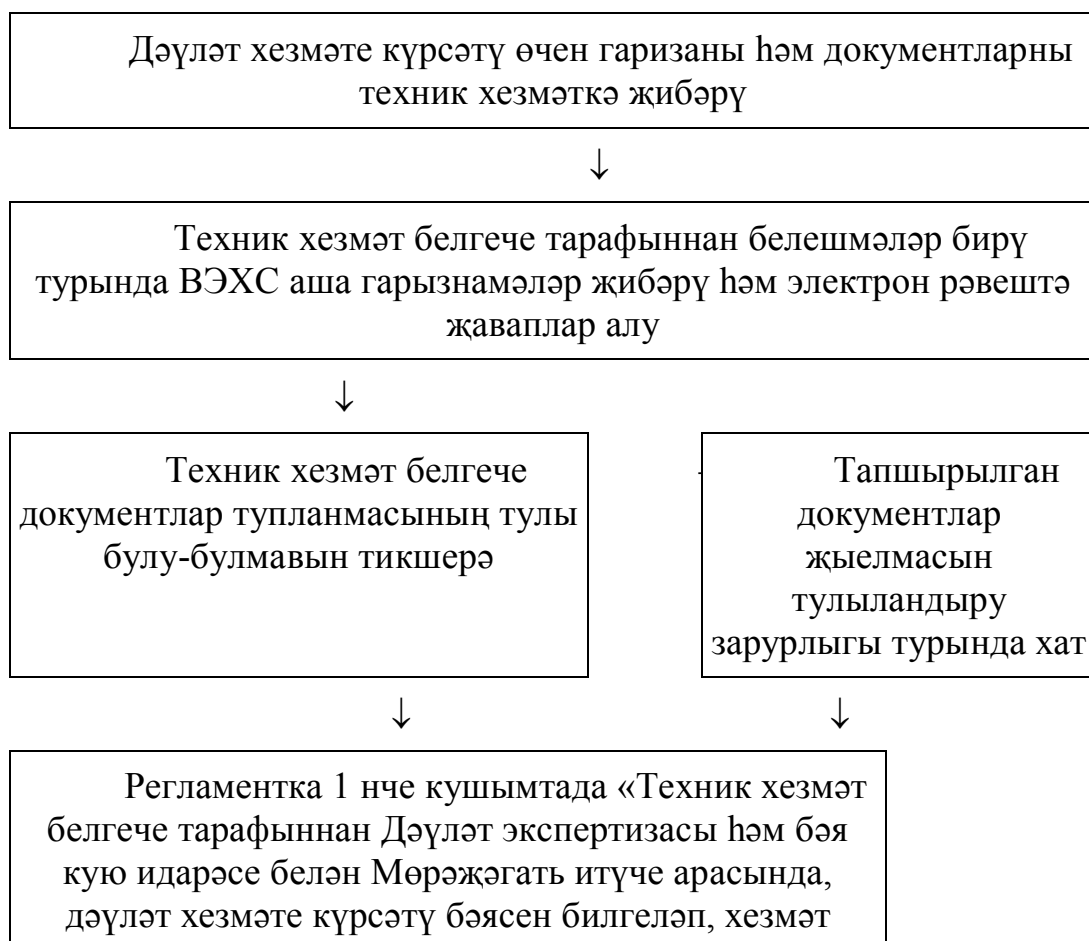 Дәүләт хезмәте күрсәтү өчен гаризаны һәм документларны
техник хезмәткә җибәрү
↓
Техник хезмәт белгече тарафыннан белешмәләр бирү
турында ВЭХС аша гарызнамәләр җибәрү һәм электрон рәвештә
җаваплар алу
↓
Техник хезмәт белгече
документлар тупланмасының тулы
булу-булмавын тикшерә
Тапшырылган
документлар
җыелмасын
тулыландыру
зарурлыгы турында хат
↓ ↓
Регламентка 1 нче кушымтада «Техник хезмәт
белгече тарафыннан Дәүләт экспертизасы һәм бәя
кую идарәсе белән Мөрәҗәгать итүче арасында,
дәүләт хезмәте күрсәтү бәясен билгеләп, хезмәт